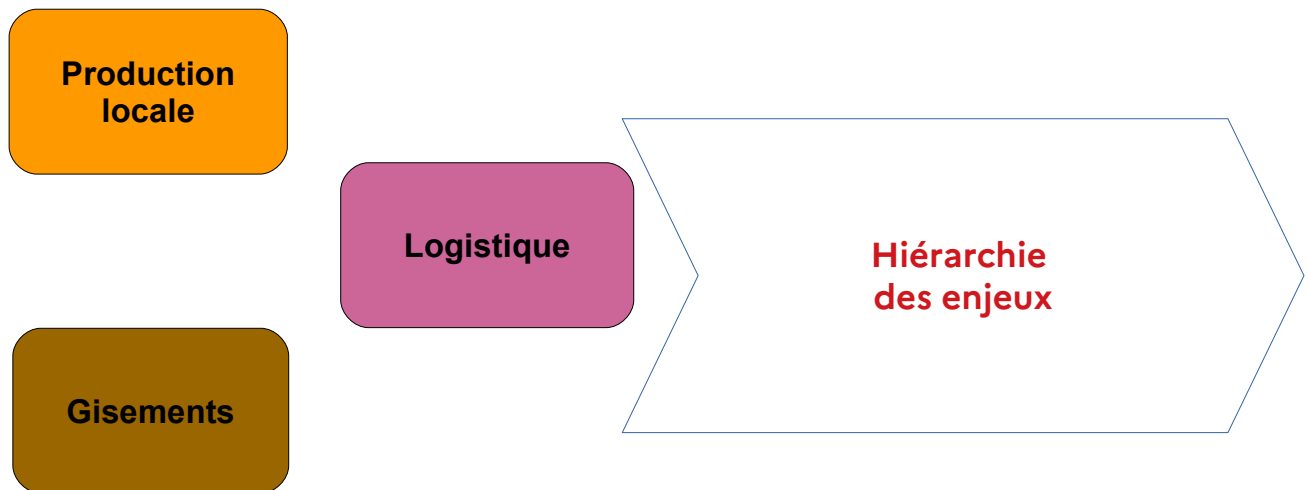 Production
locale
Logistique
Hiérarchie
des enjeux
Gisements